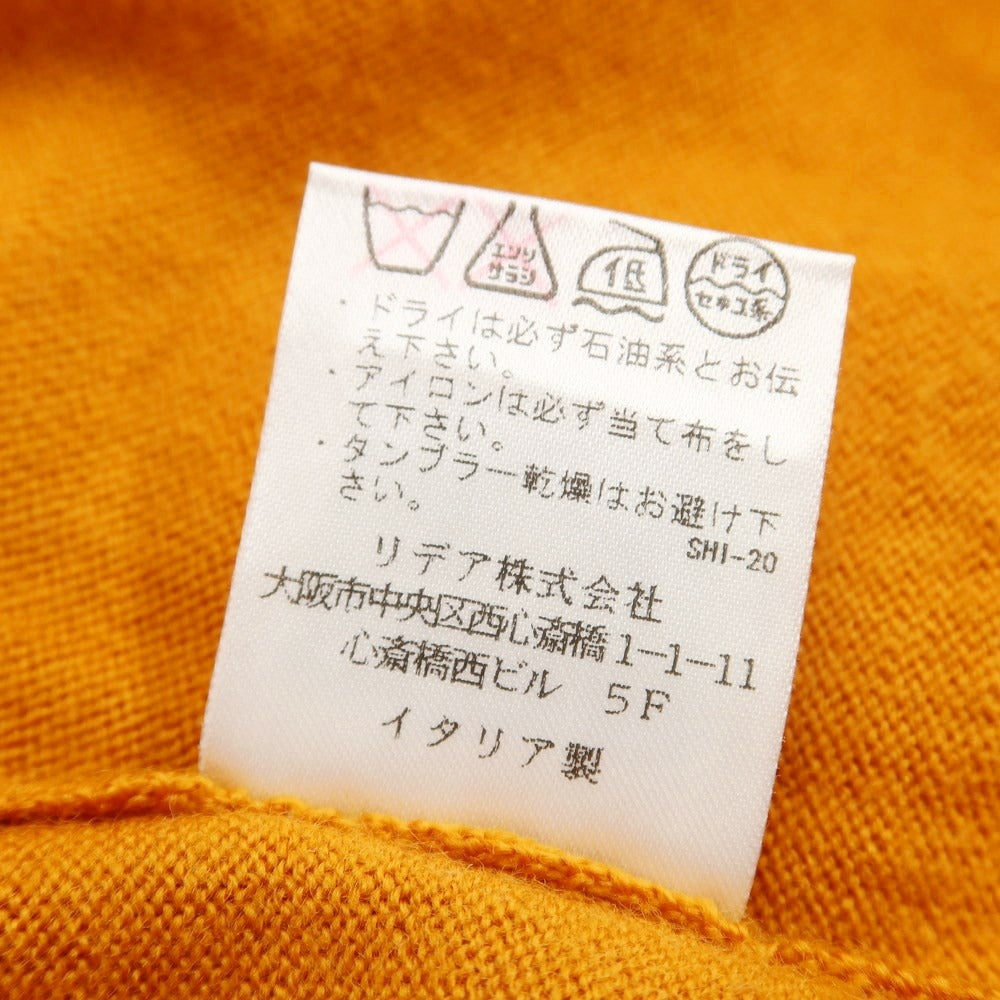 エンソ
サラシ
低
ドライ
セキユ系
・ドライは必ず石油系とお伝
え下さい。
・アイロンは必ず当て布をし
て下さい。
・タンブラー乾燥はお避け下
さい。
SHI-20
リデア株式会社
大阪市中央区西心斎橋1-1-11
心斎橋西ビル 5F
イタリア製